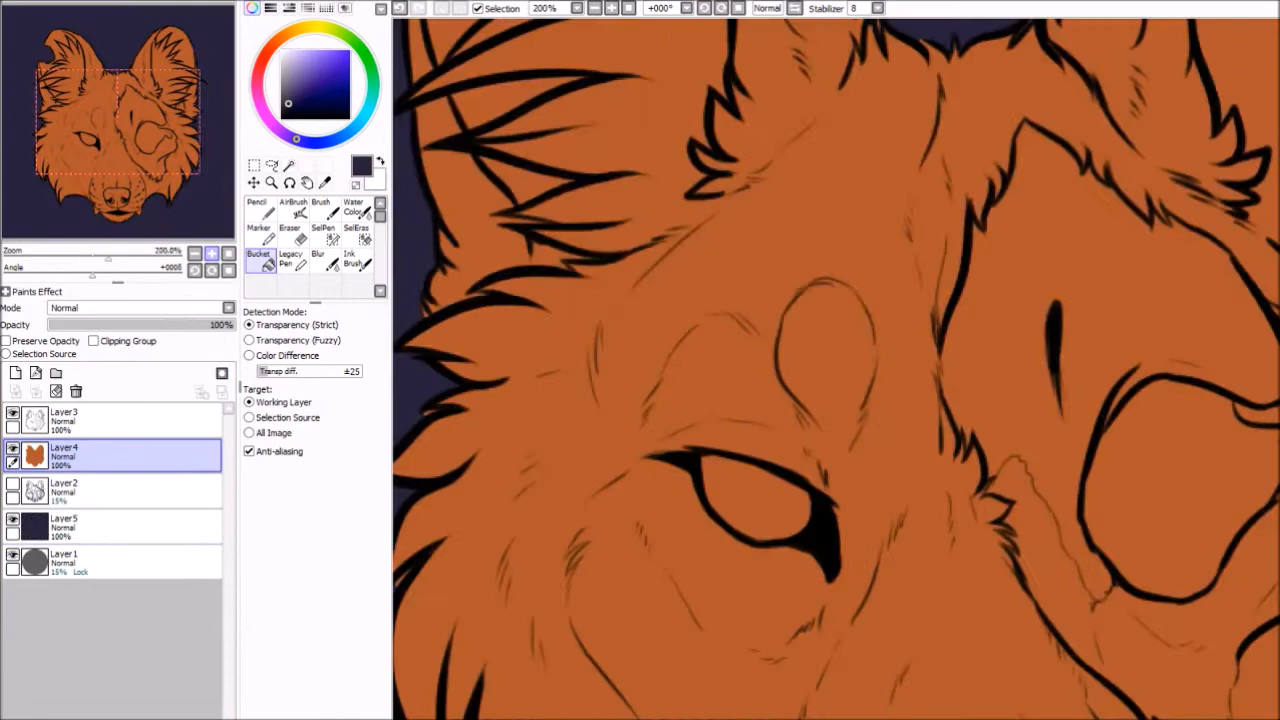 Selection 200% +000° Normal Stabilizer 8
Zoom 200.0%
Angle +000ß
Paints Effect
Mode Normal
Opacity 100%
Preserve Opacity Clipping Group
Selection Source
Layer3
Normal
100%
Layer4
Normal
100%
Layer2
Normal
15%
Layer5
Normal
100%
Layer1
Normal
15% Lock
Pencil AirBrush Brush Water Color
Marker Eraser SelPen SelEras
Bucket Legacy Pen Blur Ink Brush
Detection Mode:
Transparency (Strict)
Transparency (Fuzzy)
Color Difference
Transp diff. ±25
Target:
Working Layer
Selection Source
All Image
Anti-aliasing